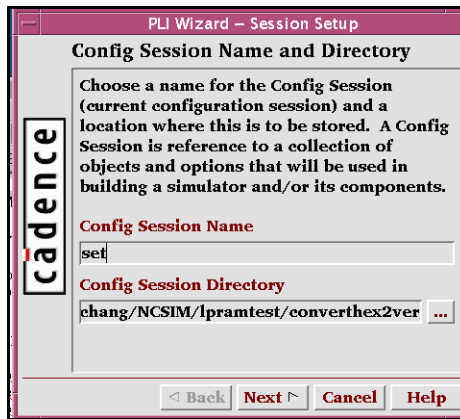 PLI Wizard – Session Setup
Config Session Name and Directory
Choose a name for the Config Session
(current configuration session) and a
location where this is to be stored. A Config
Session is reference to a collection of
objects and options that will be used in
building a simulator and/or its components.
cādence
Config Session Name
set
Config Session Directory
chang/NCSIM/lpramtest/converthex2ver ...
Back Next Cancel Help